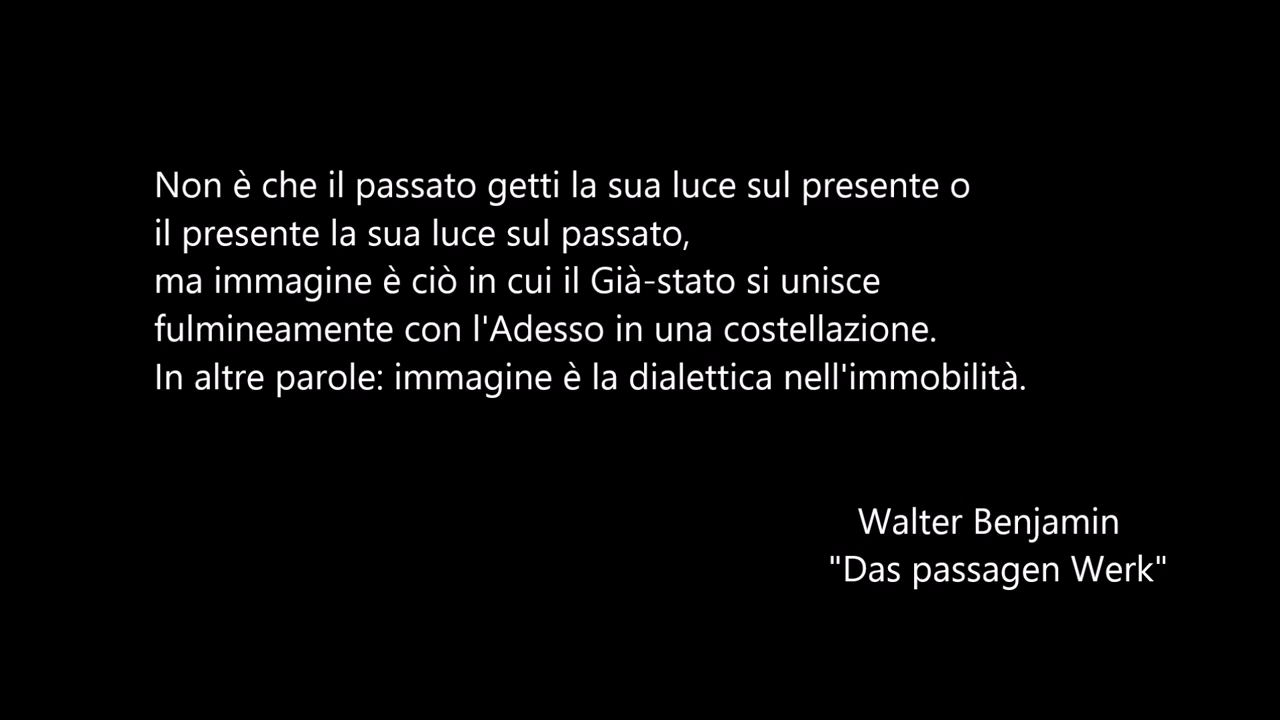 Non è che il passato getti la sua luce sul presente o
il presente la sua luce sul passato,
ma immagine è ciò in cui il Già-stato si unisce
fulmineamente con l'Adesso in una costellazione.
In altre parole: immagine è la dialettica nell'immobilità.
Walter Benjamin
"Das passagen Werk"